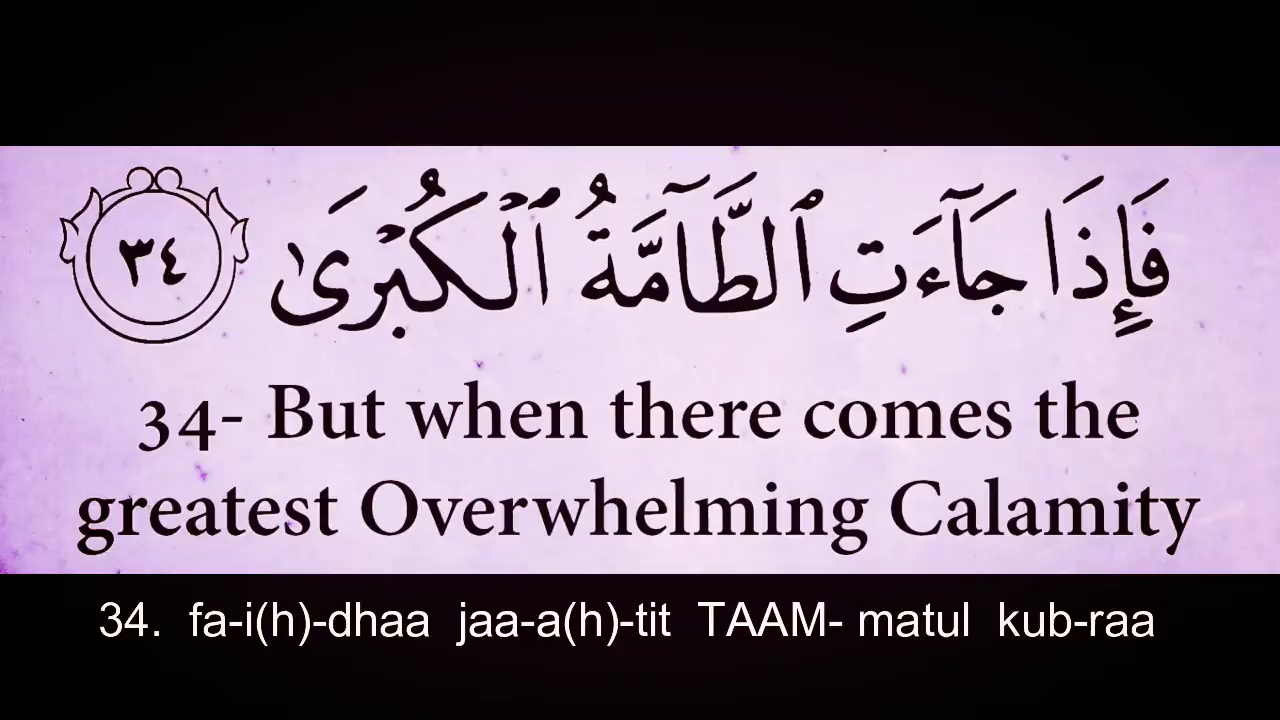 فَإِذَا جَآءَتِ ٱلطَّآمَّةُ ٱلْكُبْرَىٰ ٣٤
34- But when there comes the
greatest Overwhelming Calamity
34. fa-i(h)-dhaa jaa-a(h)-tit TAAM- matul kub-raa